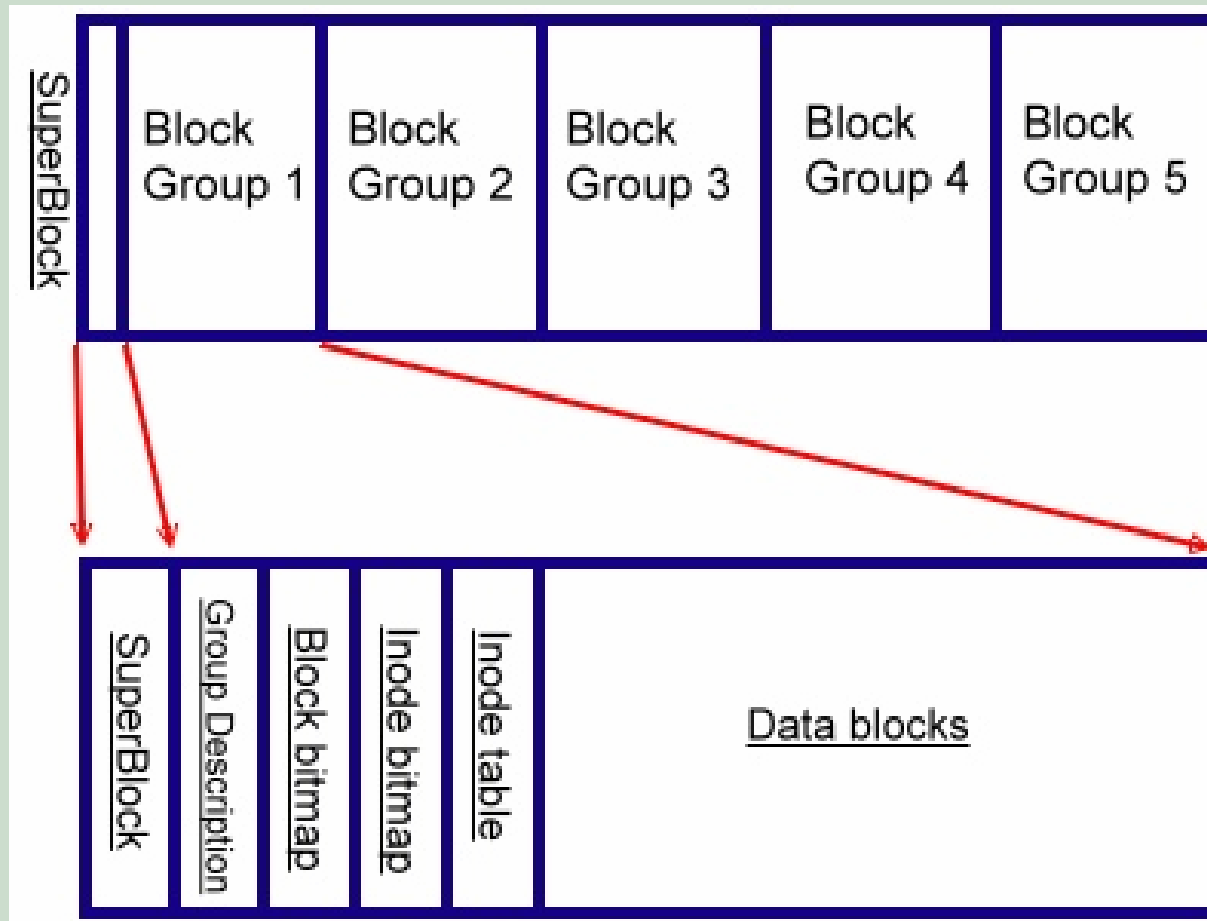 SuperBlock
Block
Group 1
Block
Group 2
Block
Group 3
Block
Group 4
Block
Group 5
SuperBlock
Group Description
Block bitmap
Inode bitmap
Inode table
Data blocks